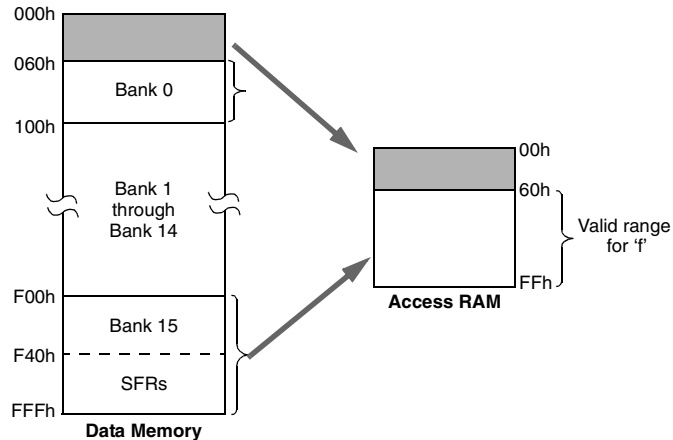 000h
060h
Bank 0
100h
Bank 1
through
Bank 14
F00h
Bank 15
F40h
SFRs
FFFh
Data Memory
00h
60h
Valid range
for ‘f’
FFh
Access RAM